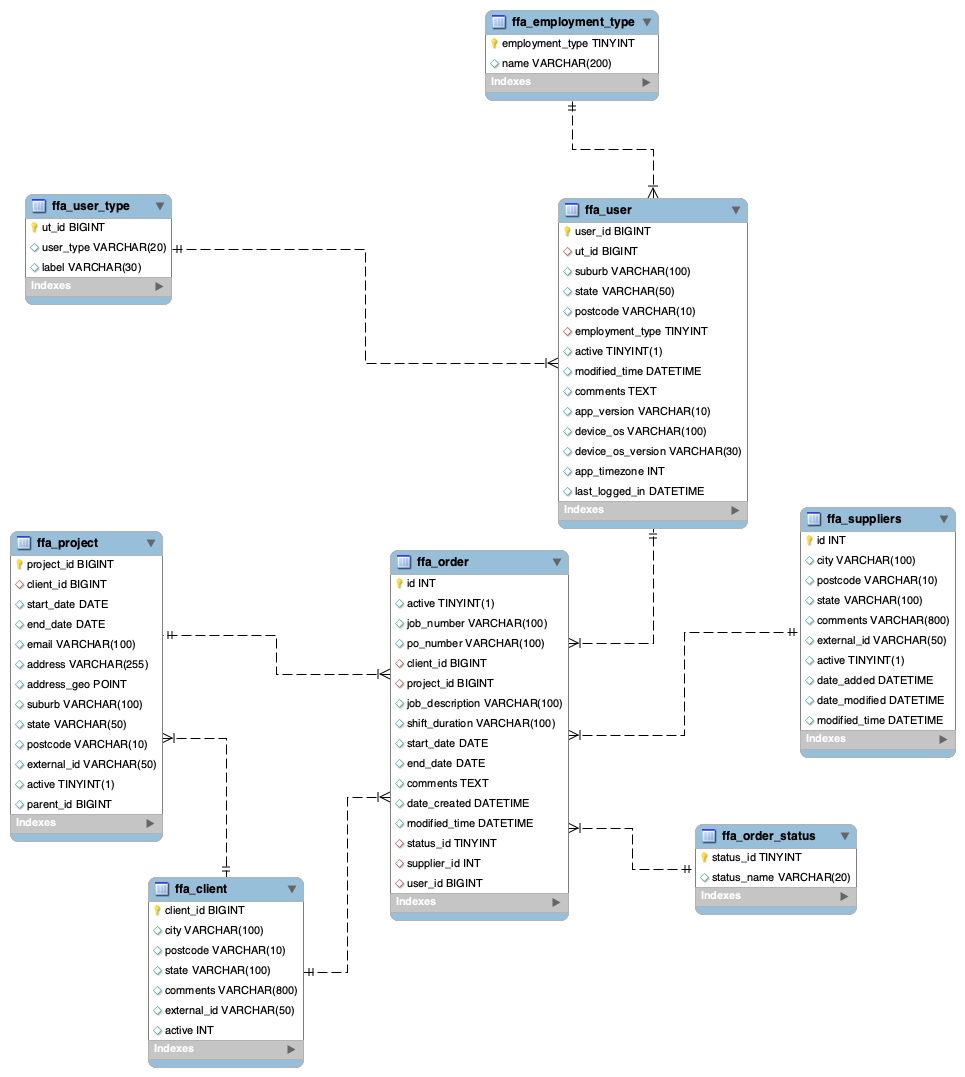 ffa_employment_type
employment_type TINYINT
name VARCHAR(200)
Indexes
ffa_user_type
ut_id BIGINT
user_type VARCHAR(20)
label VARCHAR(30)
Indexes
ffa_user
user_id BIGINT
ut_id BIGINT
suburb VARCHAR(100)
state VARCHAR(50)
postcode VARCHAR(10)
employment_type TINYINT
active TINYINT(1)
modified_time DATETIME
comments TEXT
app_version VARCHAR(10)
device_os VARCHAR(100)
device_os_version VARCHAR(30)
app_timezone INT
last_logged_in DATETIME
Indexes
ffa_project
project_id BIGINT
client_id BIGINT
start_date DATE
end_date DATE
email VARCHAR(100)
address VARCHAR(255)
address_geo POINT
suburb VARCHAR(100)
state VARCHAR(50)
postcode VARCHAR(10)
external_id VARCHAR(50)
active TINYINT(1)
parent_id BIGINT
Indexes
ffa_order
id INT
active TINYINT(1)
job_number VARCHAR(100)
po_number VARCHAR(100)
client_id BIGINT
project_id BIGINT
job_description VARCHAR(100)
shift_duration VARCHAR(100)
start_date DATE
end_date DATE
comments TEXT
date_created DATETIME
modified_time DATETIME
status_id TINYINT
supplier_id INT
user_id BIGINT
Indexes
ffa_suppliers
id INT
city VARCHAR(100)
postcode VARCHAR(10)
state VARCHAR(100)
comments VARCHAR(800)
external_id VARCHAR(50)
active TINYINT(1)
date_added DATETIME
date_modified DATETIME
modified_time DATETIME
Indexes
ffa_order_status
status_id TINYINT
status_name VARCHAR(20)
Indexes
ffa_client
client_id BIGINT
city VARCHAR(100)
postcode VARCHAR(10)
state VARCHAR(100)
comments VARCHAR(800)
external_id VARCHAR(50)
active INT
Indexes